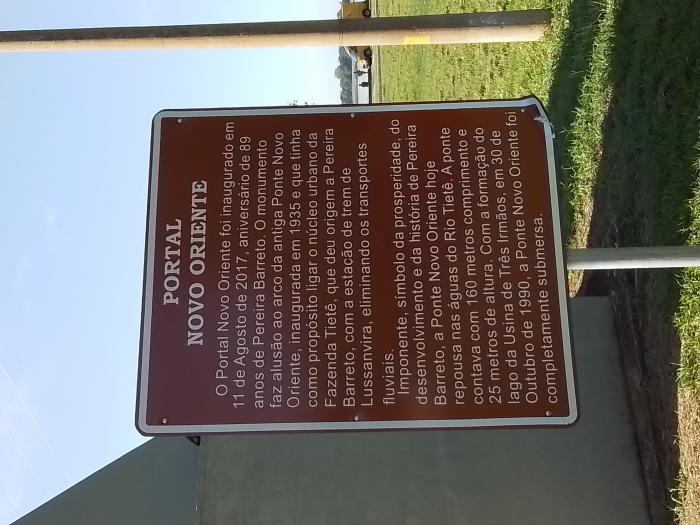 PORTAL
NOVO ORIENTE
O Portal Novo Oriente foi inaugurado em
11 de Agosto de 2017, aniversário de 89
anos de Pereira Barreto. O monumento
faz alusão ao arco da antiga Ponte Novo
Oriente, inaugurada em 1935 e que tinha
como propósito ligar o núcleo urbano da
Fazenda Tietê, que deu origem a Pereira
Barreto, com a estação de trem de
Lussanvira, eliminando os transportes
fluviais.
Imponente, símbolo da prosperidade, do
desenvolvimento e da história de Pereira
Barreto, a Ponte Novo Oriente hoje
repousa nas águas do Rio Tietê. A ponte
contava com 160 metros comprimento e
25 metros de altura. Com a formação do
lago da Usina de Três Irmãos, em 30 de
Outubro de 1990, a Ponte Novo Oriente foi
completamente submersa.